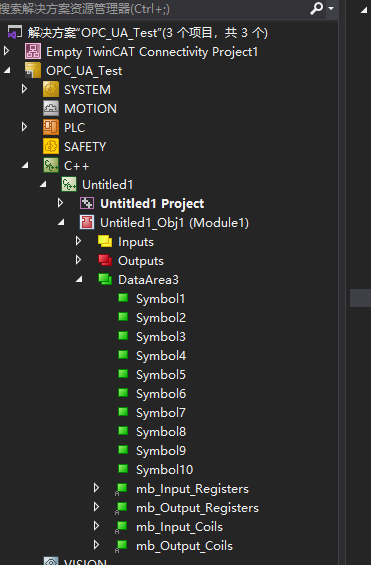 搜索解决方案资源管理器(Ctrl+;)
解决方案"OPC_UA_Test"(3 个项目，共 3 个)
Empty TwinCAT Connectivity Project1
OPC_UA_Test
SYSTEM
MOTION
PLC
SAFETY
C++
Untitled1
Untitled1 Project
Untitled1_Obj1 (Module1)
Inputs
Outputs
DataArea3
Symbol1
Symbol2
Symbol3
Symbol4
Symbol5
Symbol6
Symbol7
Symbol8
Symbol9
Symbol10
mb_Input_Registers
mb_Output_Registers
mb_Input_Coils
mb_Output_Coils
VISION